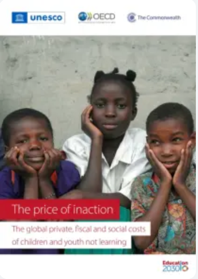 unesco
OECD
The Commonwealth
The price of inaction
The global private, fiscal and social costs
of children and youth not learning
Education
2030